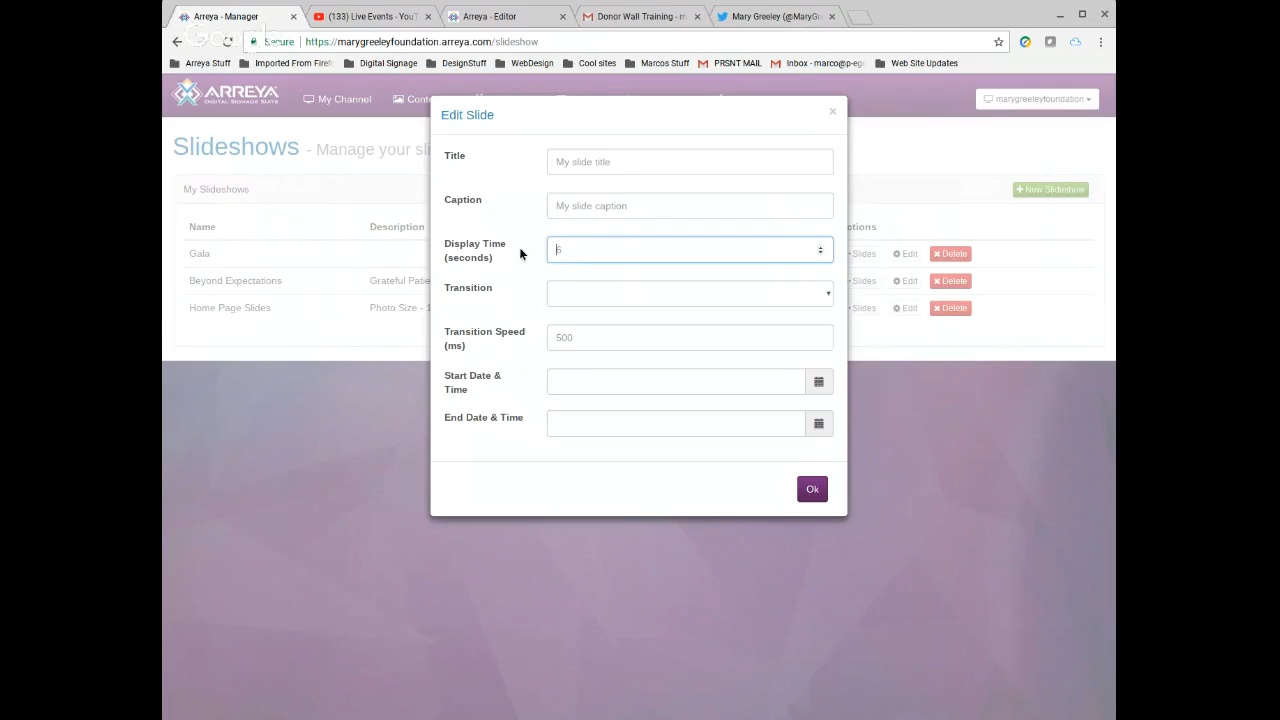 Arreya - Manager
(133) Live Events - YouT
Arreya - Editor
Donor Wall Training - m
Mary Greeley (@MaryGr
Google
Secure
https://marygreeleyfoundation.arreya.com/slideshow
Arreya Stuff
Imported From Firef
Digital Signage
DesignStuff
WebDesign
Cool sites
Marcos Stuff
PRSNT MAIL
Inbox - marco@p-eg
Web Site Updates
ARREYA
DIGITAL SIGNAGE SUITE
My Channel
Conte
marygreeleyfoundation
Edit Slide
×
Slideshows - Manage your sli
Title
My slide title
My Slideshows
+ New Slideshow
Caption
My slide caption
Name
Description
ctions
Display Time
(seconds)
6
Gala
Slides
Edit
Delete
Beyond Expectations
Grateful Patie
Slides
Edit
Delete
Transition
Home Page Slides
Photo Size - 1
Slides
Edit
Delete
Transition Speed
(ms)
500
Start Date &
Time
End Date & Time
Ok